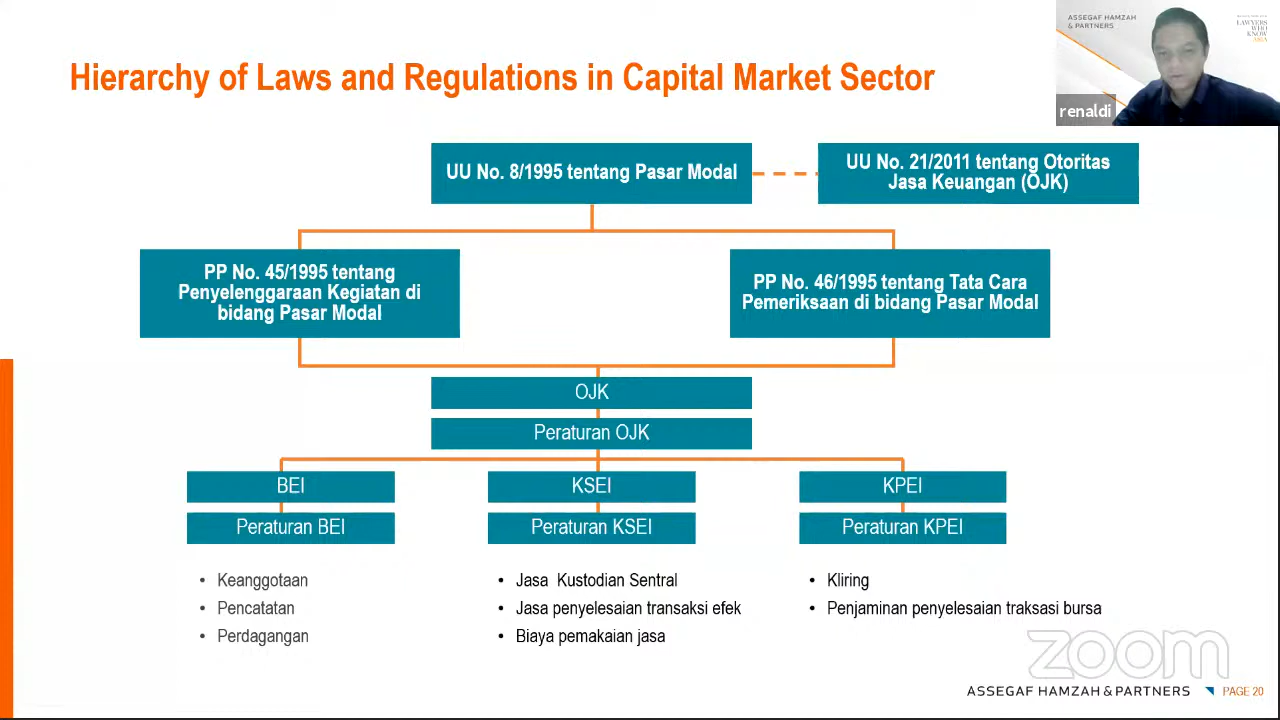 Hierarchy of Laws and Regulations in Capital Market Sector
ASSEGAF HAMZAH
& PARTNERS
LAWYERS
WHO
KNOW
ASIA
renaldi
UU No. 8/1995 tentang Pasar Modal
UU No. 21/2011 tentang Otoritas
Jasa Keuangan (OJK)
PP No. 45/1995 tentang
Penyelenggaraan Kegiatan di
bidang Pasar Modal
PP No. 46/1995 tentang Tata Cara
Pemeriksaan di bidang Pasar Modal
OJK
Peraturan OJK
BEI
Peraturan BEI
KSEI
Peraturan KSEI
KPEI
Peraturan KPEI
• Keanggotaan
• Pencatatan
• Perdagangan
• Jasa Kustodian Sentral
• Jasa penyelesaian transaksi efek
• Biaya pemakaian jasa
• Kliring
• Penjaminan penyelesaian traksasi bursa
zoom
ASSEGAF HAMZAH & PARTNERS
PAGE 20